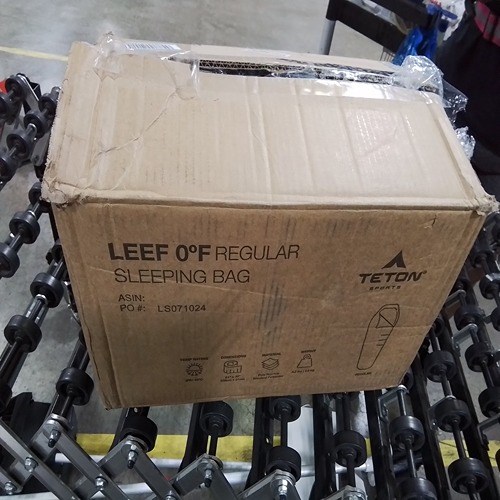 LEEF 0°F REGULAR
SLEEPING BAG
ASIN:
PO #: LS071024
TETON
SPORTS